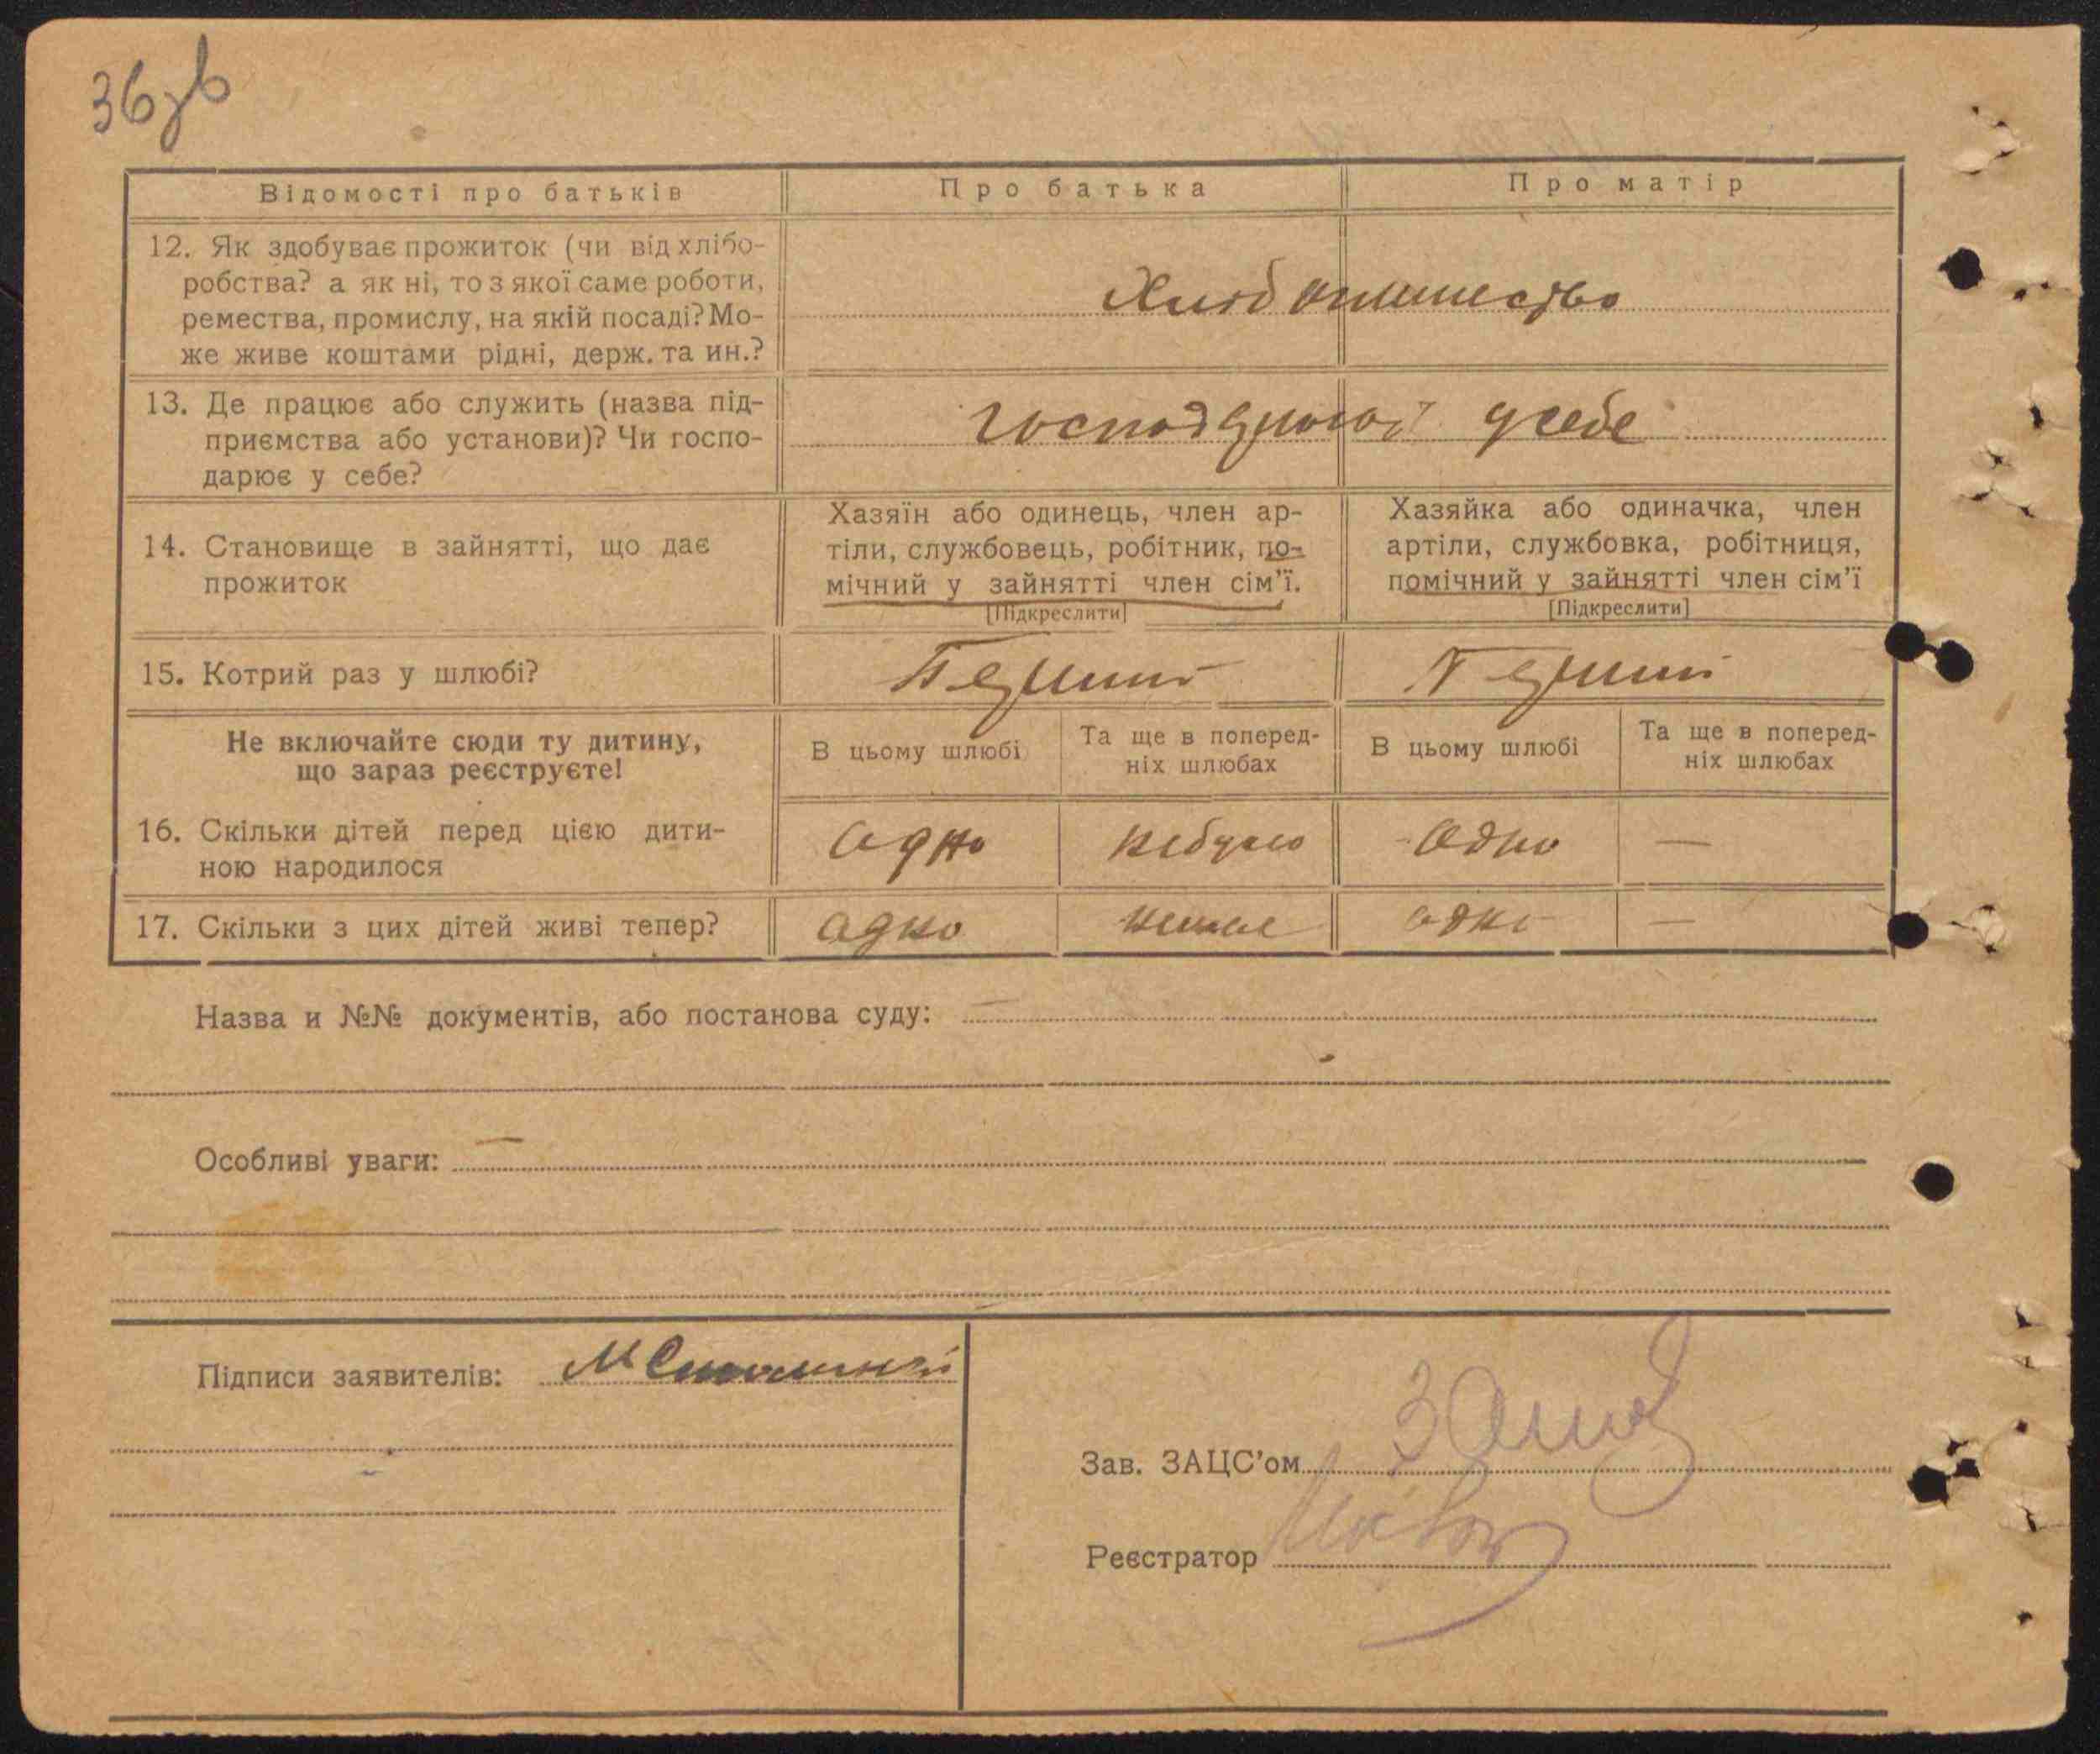 36зв
Відомості про батьків
Про батька
Про матір
12. Як здобуває прожиток (чи від хлібо-
робства? а як ні, то з якої саме роботи,
ремества, промислу, на якій посаді? Мо-
же живе коштами рідні, держ. та ин.?
13. Де працює або служить (назва під-
приємства або установи)? Чи госпо-
дарює у себе?
усебе
14. Становище в зайнятті, що дає
прожиток
Хазяїн або одинець, член ар-
тіли, службовець, робітник, по-
мічний у зайнятті член сім’ї.
[Підкреслити]
Хазяйка або одиначка, член
артіли, службовка, робітниця,
помічний у зайнятті член сім’ї
[Підкреслити]
15. Котрий раз у шлюбі?
Не включайте сюди ту дитину,
що зараз реєструєте!
В цьому шлюбі
Та ще в поперед-
ніх шлюбах
В цьому шлюбі
Та ще в поперед-
ніх шлюбах
16. Скільки дітей перед цією дити-
ною народилося
одно
небуло
одно
—
17. Скільки з цих дітей живі тепер?
одно
немає
одно
—
Назва и №№ документів, або постанова суду: —
Особливі уваги: —
Підписи заявителів:
Зав. ЗАЦС’ом
Реєстратор